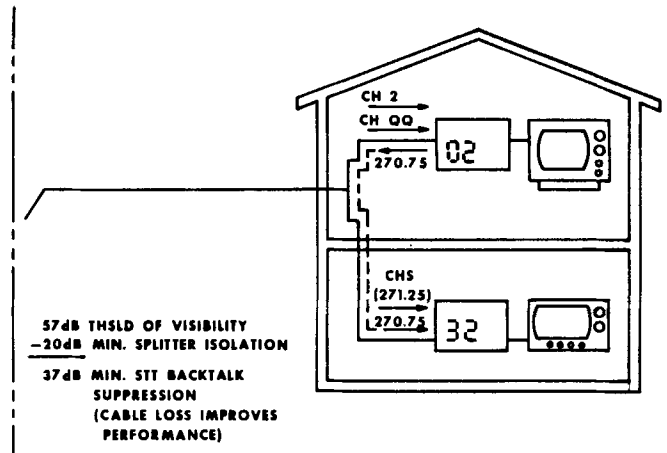 CH 2
CH QQ
02
270.75
CHS
(271.25)
270.75
32
57dB THSLD OF VISIBILITY
-20dB MIN. SPLITTER ISOLATION
37dB MIN. STT BACKTALK
SUPPRESSION
(CABLE LOSS IMPROVES
PERFORMANCE)